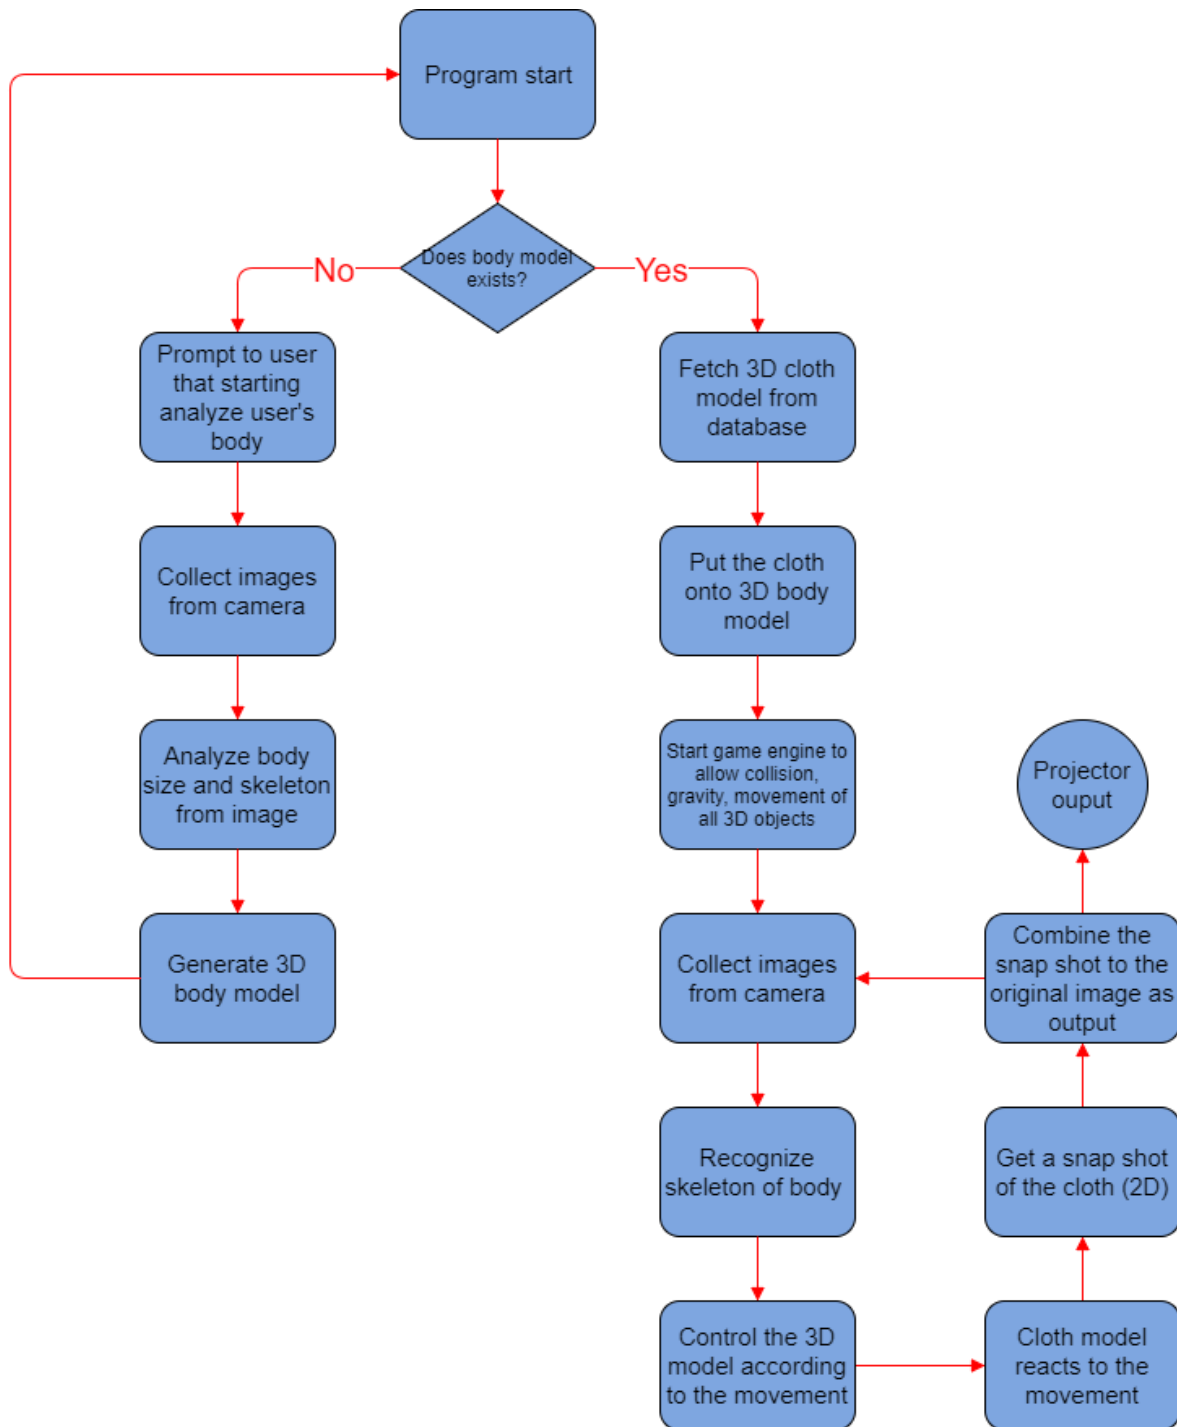 Program start
Does body model
exists?
No
Yes
Prompt to user
that starting
analyze user's
body
Collect images
from camera
Analyze body
size and skeleton
from image
Generate 3D
body model
Fetch 3D cloth
model from
database
Put the cloth
onto 3D body
model
Start game engine to
allow collision,
gravity, movement of
all 3D objects
Collect images
from camera
Recognize
skeleton of body
Control the 3D
model according
to the movement
Cloth model
reacts to the
movement
Get a snap shot
of the cloth (2D)
Combine the
snap shot to the
original image as
output
Projector
ouput